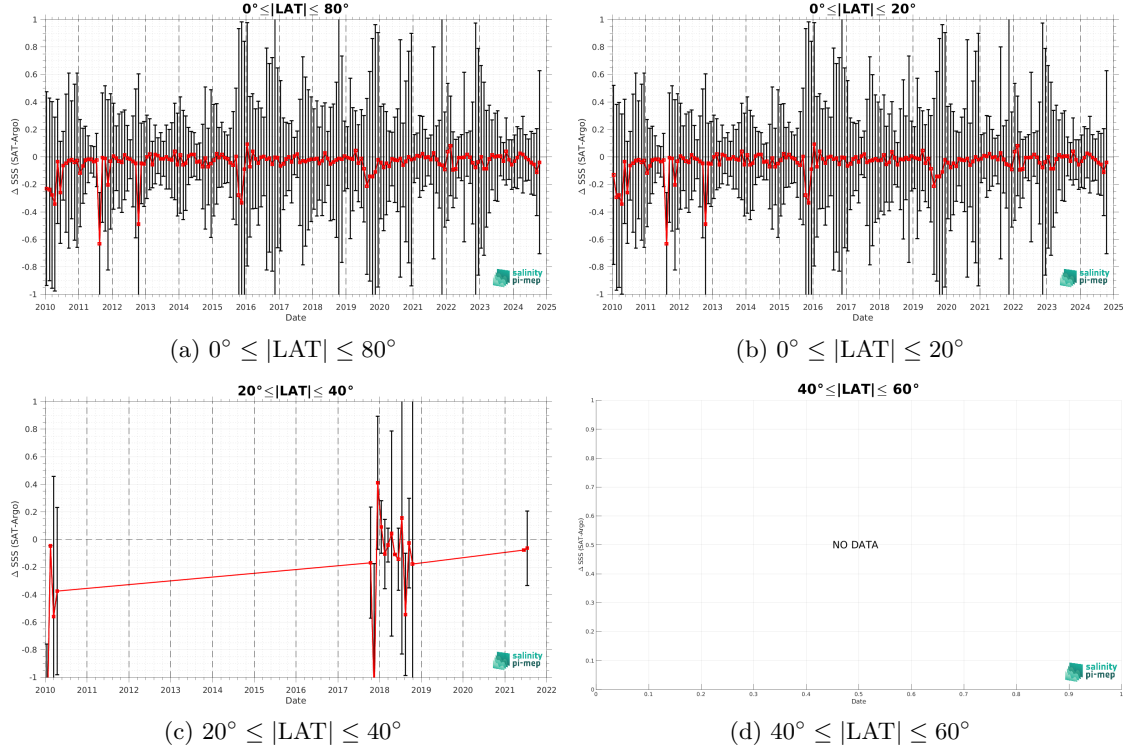 0°≤|LAT|≤ 80°
Δ SSS (SAT-Argo)
1
0.8
0.6
0.4
0.2
0
-0.2
-0.4
-0.6
-0.8
-1
2010 2011 2012 2013 2014 2015 2016 2017 2018 2019 2020 2021 2022 2023 2024 2025
Date
salinity
pi-mep
(a) 0° ≤ |LAT| ≤ 80°
0°≤|LAT|≤ 20°
Δ SSS (SAT-Argo)
1
0.8
0.6
0.4
0.2
0
-0.2
-0.4
-0.6
-0.8
-1
2010 2011 2012 2013 2014 2015 2016 2017 2018 2019 2020 2021 2022 2023 2024 2025
Date
salinity
pi-mep
(b) 0° ≤ |LAT| ≤ 20°
20°≤|LAT|≤ 40°
Δ SSS (SAT-Argo)
1
0.8
0.6
0.4
0.2
0
-0.2
-0.4
-0.6
-0.8
-1
2010 2011 2012 2013 2014 2015 2016 2017 2018 2019 2020 2021 2022
Date
salinity
pi-mep
(c) 20° ≤ |LAT| ≤ 40°
40°≤|LAT|≤ 60°
Δ SSS (SAT-Argo)
1
0.9
0.8
0.7
0.6
0.5
0.4
0.3
0.2
0.1
0
NO DATA
0 0.1 0.2 0.3 0.4 0.5 0.6 0.7 0.8 0.9 1
Date
salinity
pi-mep
(d) 40° ≤ |LAT| ≤ 60°